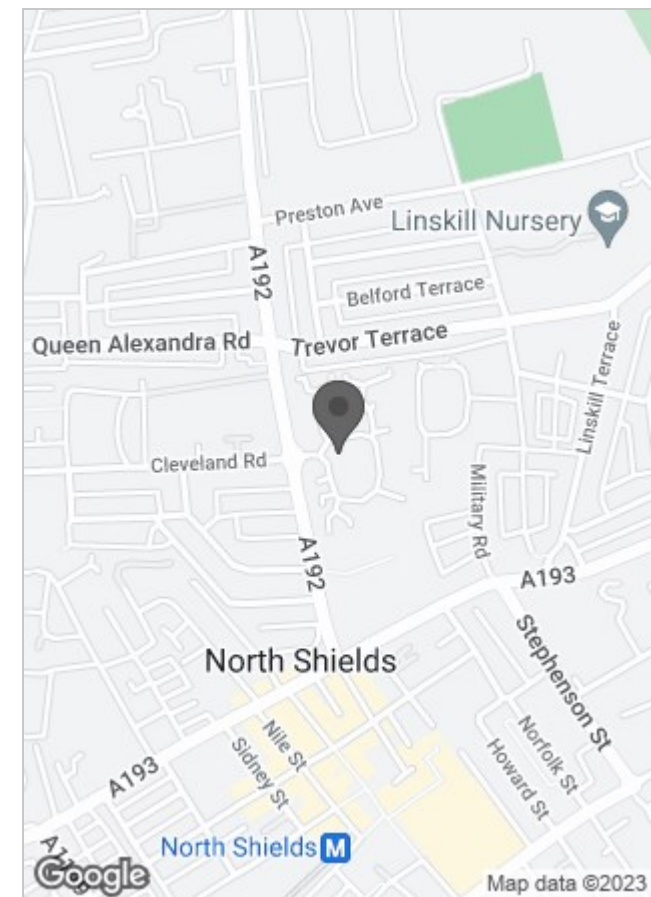 Preston Ave
Linskill Nursery
A192
Belford Terrace
Queen Alexandra Rd
Trevor Terrace
Linskill Terrace
Cleveland Rd
Military Rd
A192
A193
North Shields
Stephenson St
Nile St
Sidney St
Norfolk St
Howard St
A193
North Shields M
Google
Map data ©2023